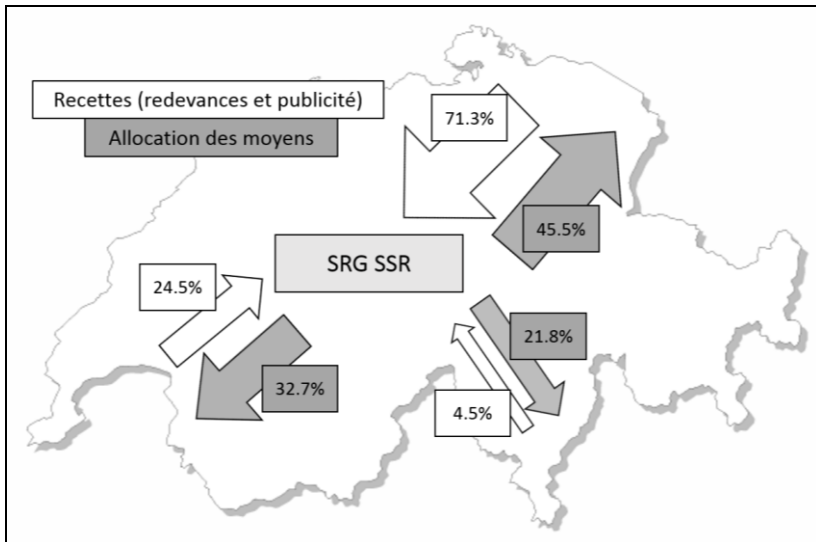 Recettes (redevances et publicité)
Allocation des moyens
71.3%
45.5%
SRG SSR
24.5%
32.7%
21.8%
4.5%